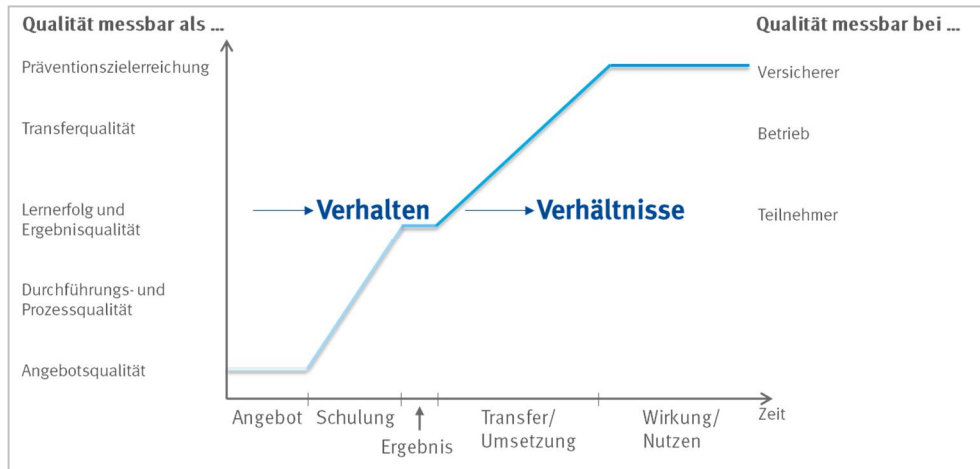 Qualität messbar als ...
Qualität messbar bei ...
Präventionszielerreichung
Versicherer
Transferqualität
Betrieb
Lernerfolg und
Ergebnisqualität
Verhalten
Verhältnisse
Teilnehmer
Durchführungs- und
Prozessqualität
Angebotsqualität
Angebot
Schulung
Ergebnis
Transfer/
Umsetzung
Wirkung/
Nutzen
Zeit